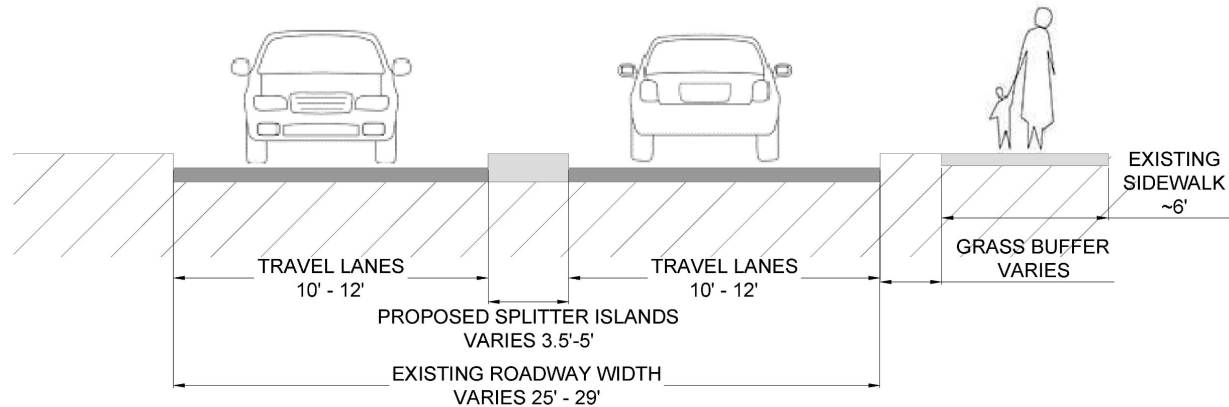 EXISTING
SIDEWALK
~6'
GRASS BUFFER
VARIES
TRAVEL LANES
10' - 12'
TRAVEL LANES
10' - 12'
PROPOSED SPLITTER ISLANDS
VARIES 3.5'-5'
EXISTING ROADWAY WIDTH
VARIES 25' - 29'